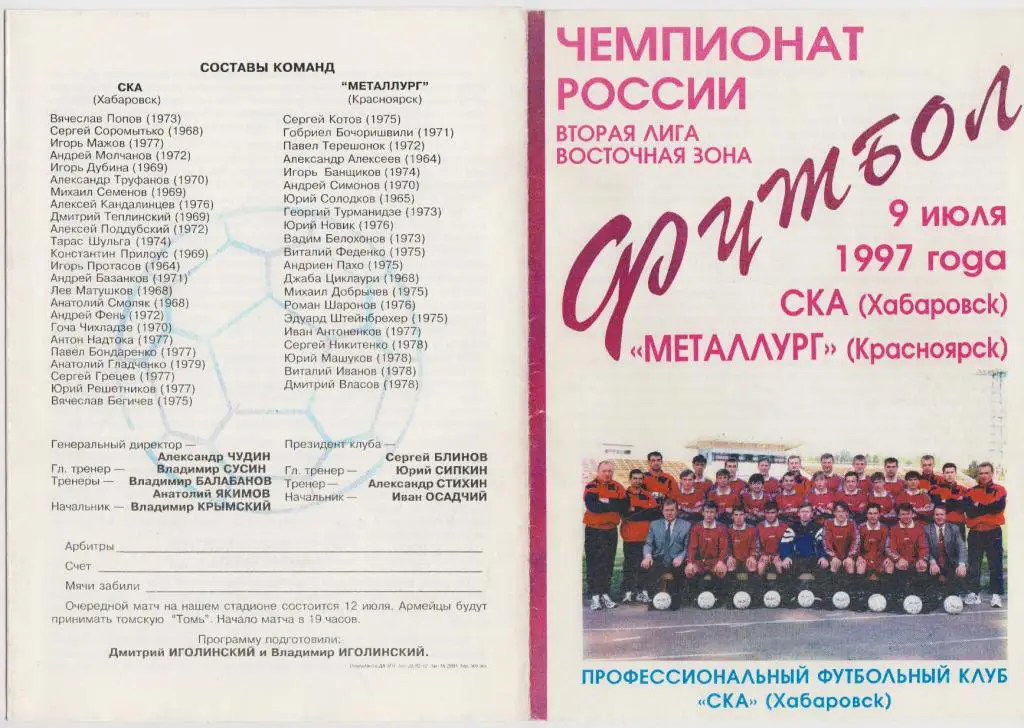 СОСТАВЫ КОМАНД
СКА
(Хабаровск)
Вячеслав Попов (1973)
Сергей Соромытько (1968)
Игорь Мажов (1977)
Андрей Молчанов (1972)
Игорь Дубина (1969)
Александр Труфанов (1970)
Михаил Семенов (1969)
Алексей Кандалинцев (1976)
Дмитрий Теплинский (1969)
Алексей Поддубский (1972)
Тарас Шульга (1974)
Константин Прилоус (1969)
Игорь Протасов (1964)
Андрей Базанков (1971)
Лев Матушков (1968)
Анатолий Смоляк (1968)
Андрей Фень (1972)
Гоча Чихладзе (1970)
Антон Надтока (1977)
Павел Бондаренко (1977)
Анатолий Гладченко (1979)
Сергей Грецев (1977)
Юрий Решетников (1977)
Вячеслав Бегичев (1975)
Генеральный директор —
Александр ЧУДИН
Гл. тренер — Владимир СУСИН
Тренеры — Владимир БАЛАБАНОВ
Анатолий ЯКИМОВ
Начальник — Владимир КРЫМСКИЙ
"МЕТАЛЛУРГ"
(Красноярск)
Сергей Котов (1975)
Гобриел Бочоришвили (1971)
Павел Терешонок (1972)
Александр Алексеев (1964)
Игорь Банщиков (1974)
Андрей Симонов (1970)
Юрий Солодков (1965)
Георгий Турманидзе (1973)
Юрий Новик (1976)
Вадим Белохонов (1973)
Виталий Феденко (1975)
Андриен Пахо (1975)
Джаба Циклаури (1968)
Михаил Добрычев (1975)
Роман Шаронов (1976)
Эдуард Штейнбрехер (1975)
Иван Антоненков (1977)
Сергей Никитенко (1978)
Юрий Машуков (1978)
Виталий Иванов (1978)
Дмитрий Власов (1978)
Президент клуба —
Сергей БЛИНОВ
Гл. тренер — Юрий СИПКИН
Тренер — Александр СТИХИН
Начальник — Иван ОСАДЧИЙ
Арбитры
Счет
Мячи забили
Очередной матч на нашем стадионе состоится 12 июля. Армейцы будут
принимать томскую "Томь". Начало матча в 19 часов.
Программу подготовили:
Дмитрий ИГОЛИНСКИЙ и Владимир ИГОЛИНСКИЙ.
ЧЕМПИОНАТ
РОССИИ
ВТОРАЯ ЛИГА
ВОСТОЧНАЯ ЗОНА
ФУТБОЛ
9 июля
1997 года
СКА (Хабаровск)
«МЕТАЛЛУРГ» (Красноярск)
ПРОФЕССИОНАЛЬНЫЙ ФУТБОЛЬНЫЙ КЛУБ
«СКА» (Хабаровск)